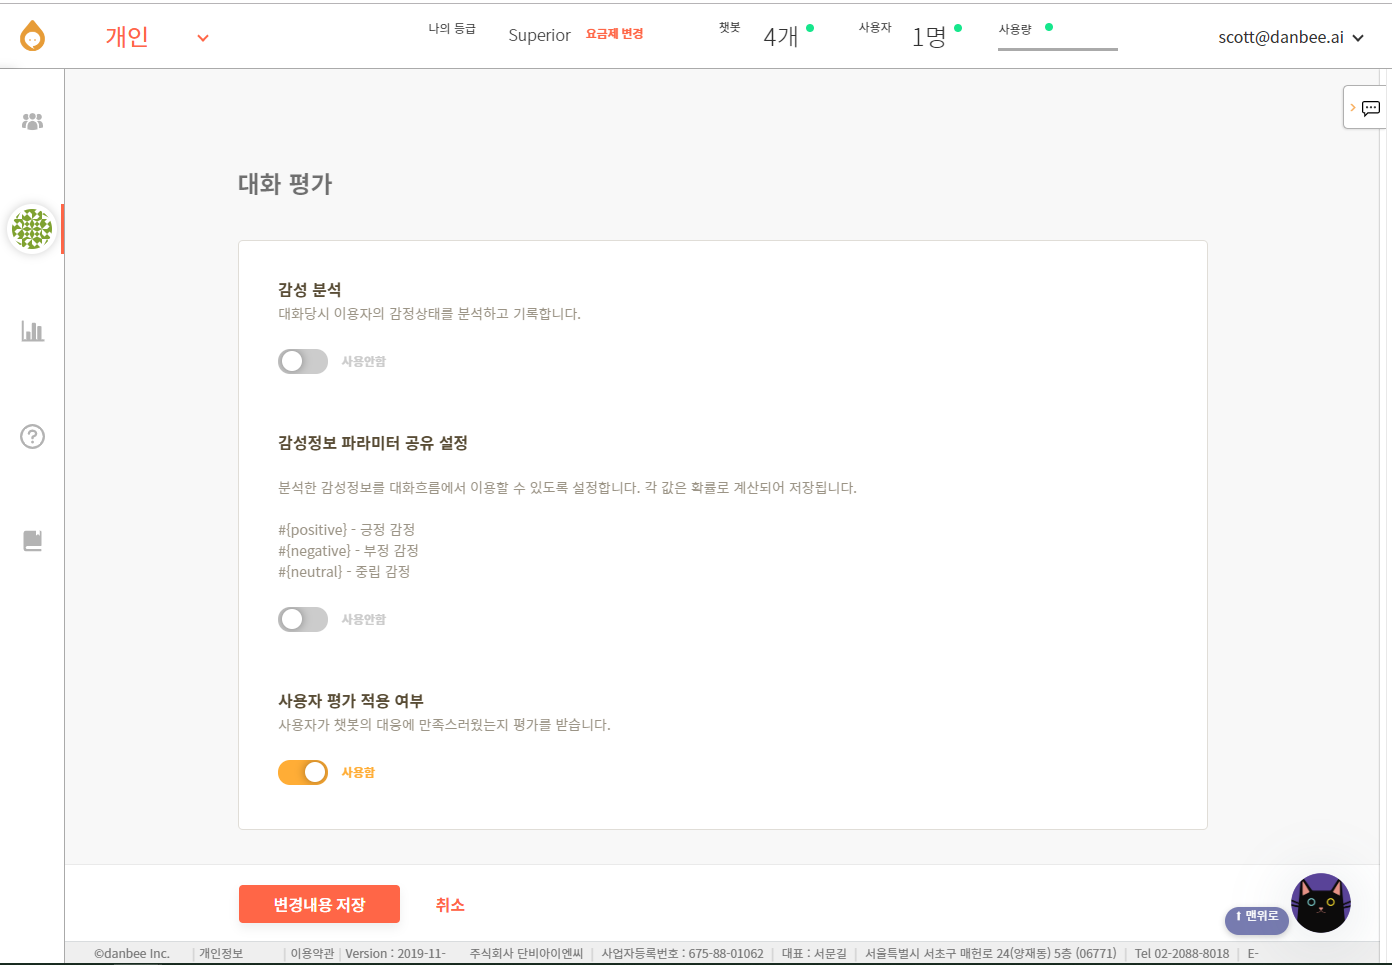 개인
나의 등급
Superior
요금제 변경
챗봇
4개
사용자
1명
사용량
scott@danbee.ai
대화 평가
감성 분석
대화당시 이용자의 감정상태를 분석하고 기록합니다.
사용안함
감성정보 파라미터 공유 설정
분석한 감성정보를 대화흐름에서 이용할 수 있도록 설정합니다. 각 값은 확률로 계산되어 저장됩니다.
#{positive} - 긍정 감정
#{negative} - 부정 감정
#{neutral} - 중립 감정
사용안함
사용자 평가 적용 여부
사용자가 챗봇의 대응에 만족스러웠는지 평가를 받습니다.
사용함
변경내용 저장
취소
맨위로
©danbee Inc. | 개인정보 | 이용약관 | Version : 2019-11- 주식회사 단비아이엔씨 | 사업자등록번호 : 675-88-01062 | 대표 : 서문길 | 서울특별시 서초구 매헌로 24(양재동) 5층 (06771) | Tel 02-2088-8018 | E-